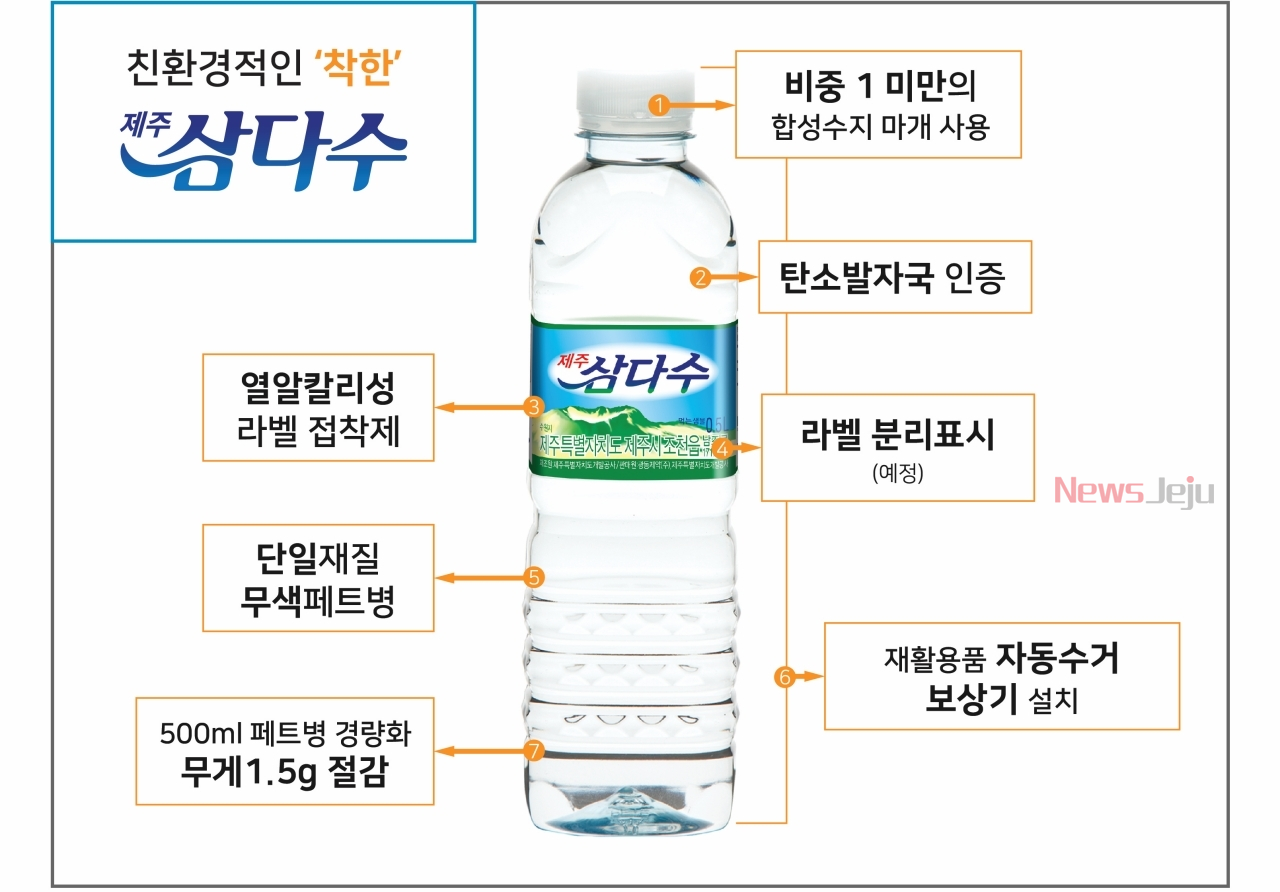 친환경적인 ‘착한’
제주 삼다수
1
비중 1 미만의
합성수지 마개 사용
2
탄소발자국 인증
3
열알칼리성
라벨 접착제
제주 삼다수
0.5L
수원지
제주특별자치도 제주시 조천읍
4
라벨 분리표시
(예정)
NewsJeju
5
단일재질
무색페트병
6
재활용품 자동수거
보상기 설치
7
500ml 페트병 경량화
무게1.5g 절감